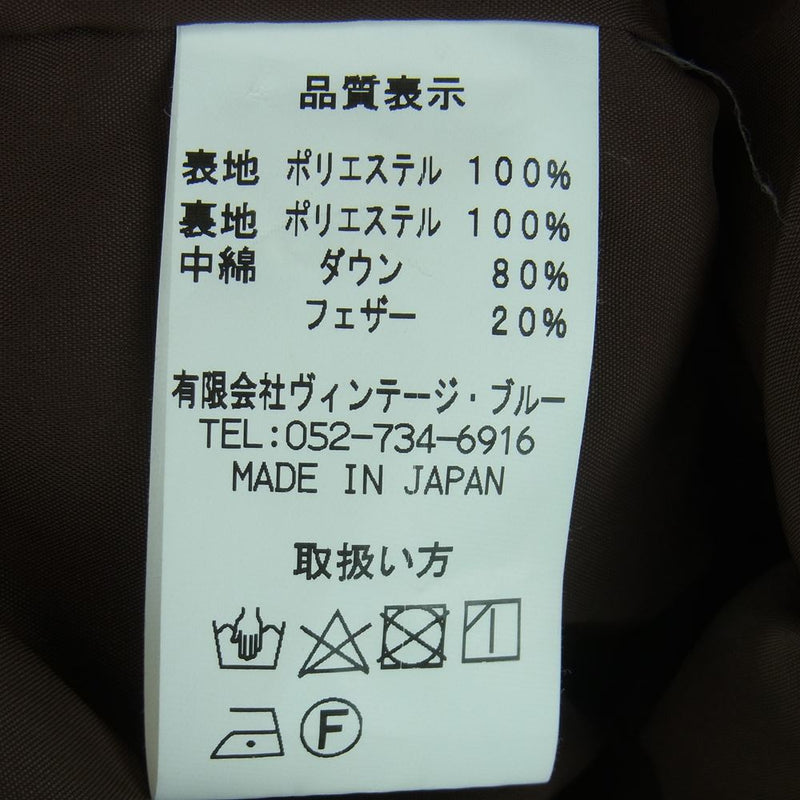 品質表示
表地 ポリエステル 100%
裏地 ポリエステル 100%
中綿 ダウン 80%
フェザー 20%
有限会社ヴィンテージ・ブルー
TEL:052-734-6916
MADE IN JAPAN
取扱い方
F